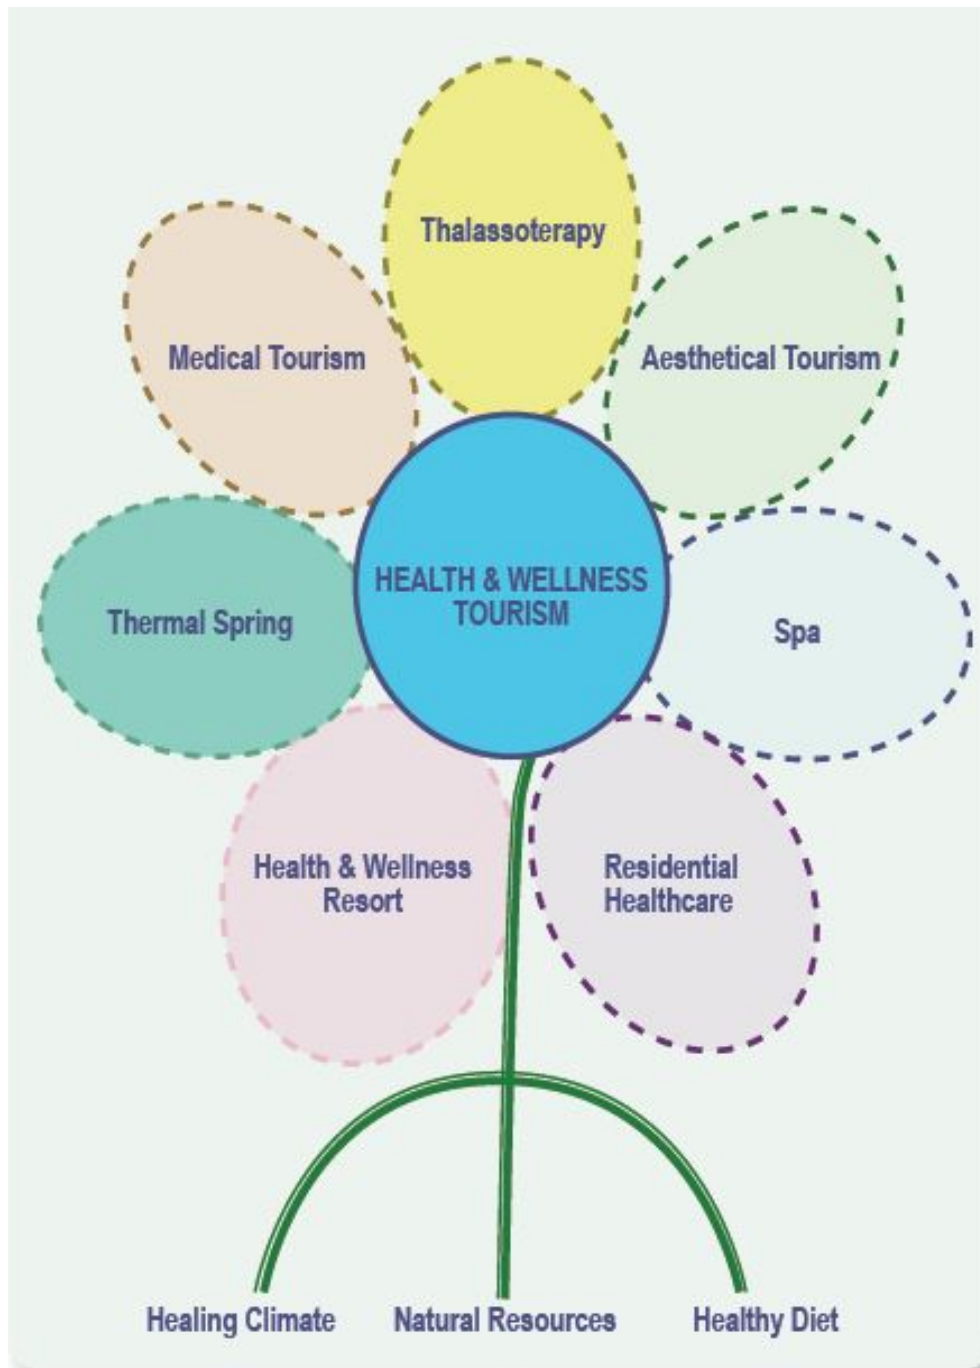 Thalassoterapy
Medical Tourism
Aesthetical Tourism
HEALTH & WELLNESS
TOURISM
Thermal Spring
Spa
Health & Wellness
Resort
Residential
Healthcare
Healing Climate
Natural Resources
Healthy Diet